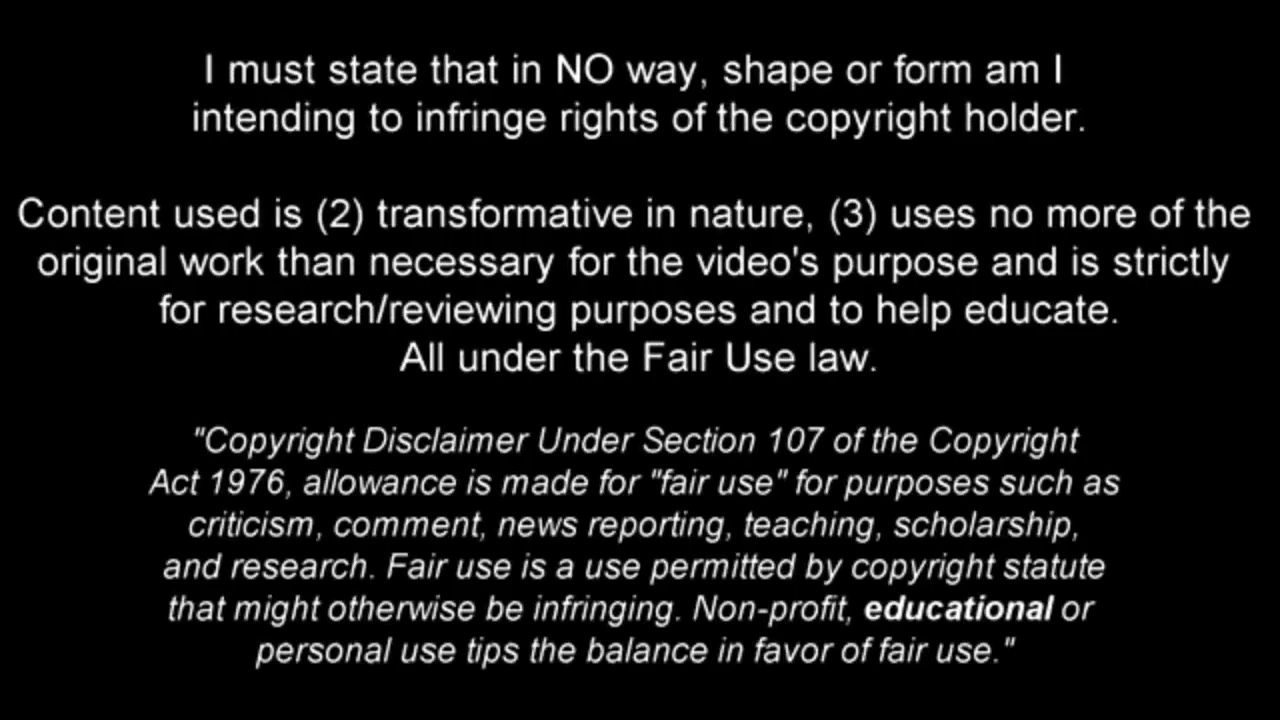 I must state that in NO way, shape or form am I
intending to infringe rights of the copyright holder.
Content used is (2) transformative in nature, (3) uses no more of the
original work than necessary for the video's purpose and is strictly
for research/reviewing purposes and to help educate.
All under the Fair Use law.
"Copyright Disclaimer Under Section 107 of the Copyright
Act 1976, allowance is made for "fair use" for purposes such as
criticism, comment, news reporting, teaching, scholarship,
and research. Fair use is a use permitted by copyright statute
that might otherwise be infringing. Non-profit, educational or
personal use tips the balance in favor of fair use."